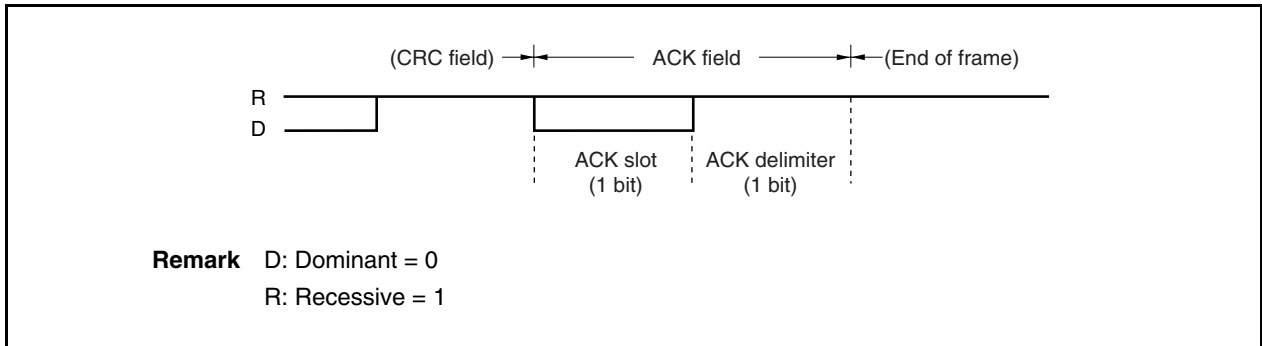 (CRC field) ACK field (End of frame)
R
D
ACK slot ACK delimiter
(1 bit) (1 bit)
Remark D: Dominant = 0
R: Recessive = 1